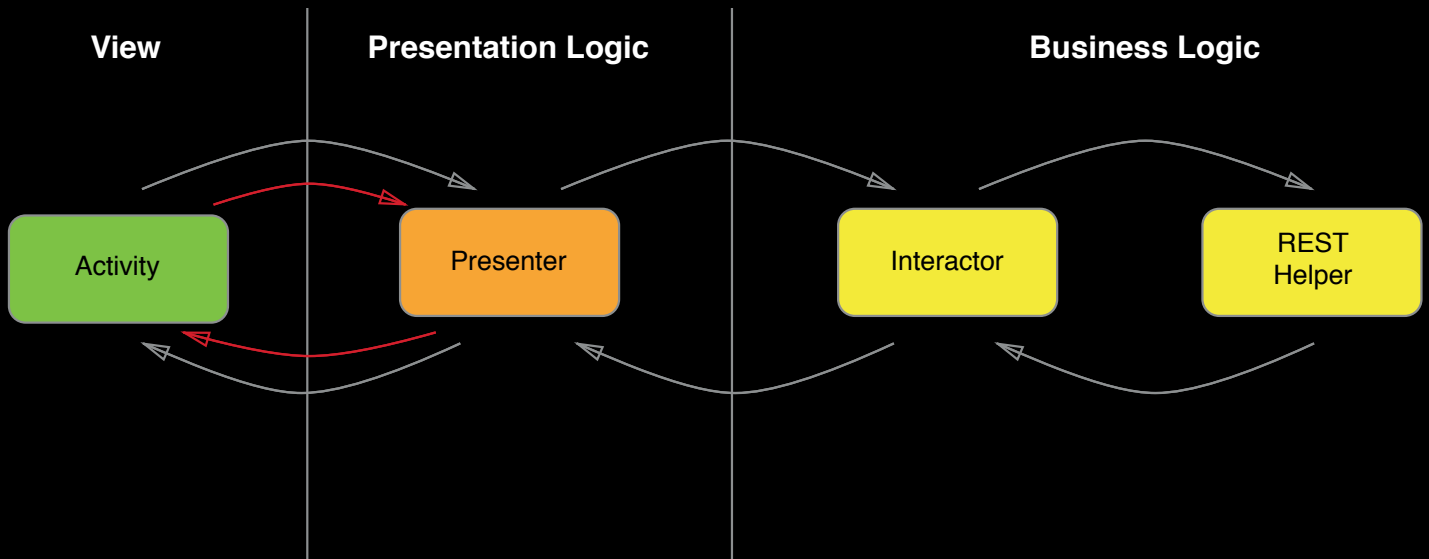 View
Presentation Logic
Business Logic
Activity
Presenter
Interactor
REST
Helper